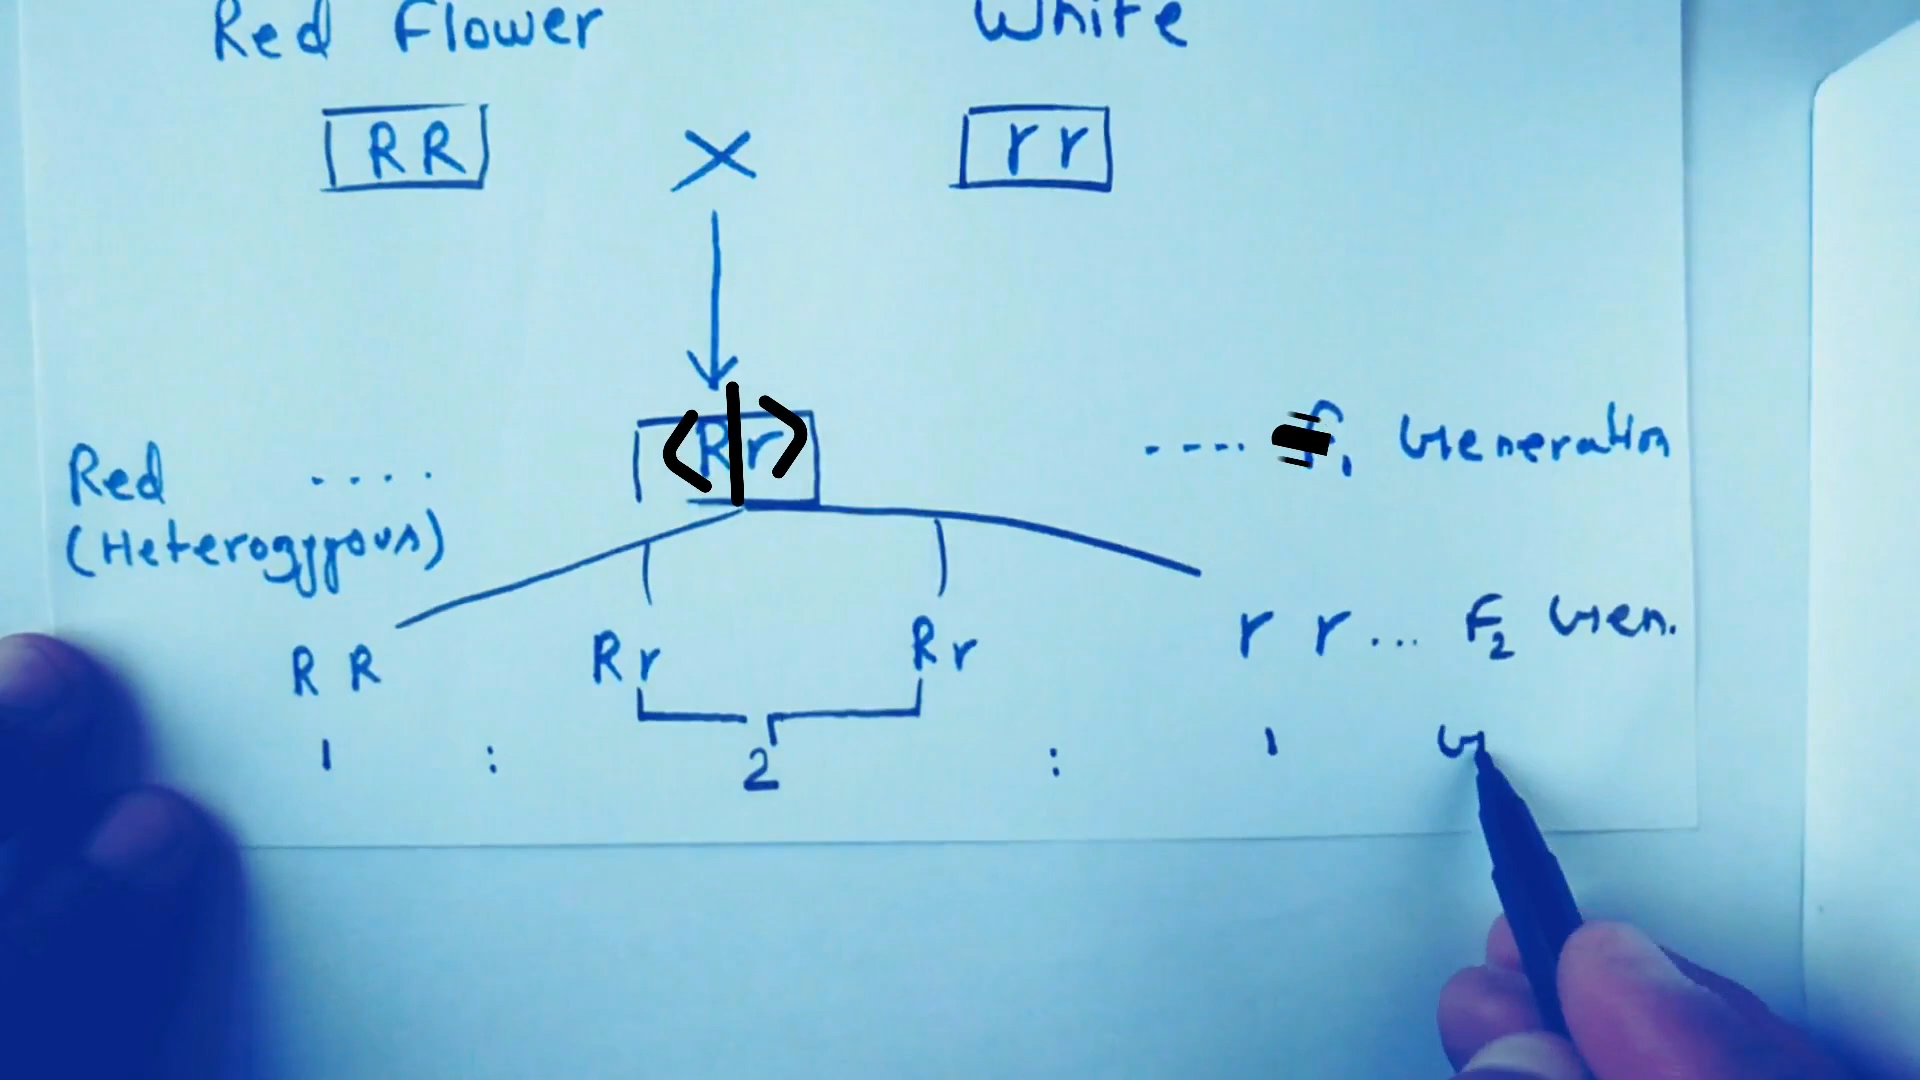 Red Flower White
RR × rr
Rr .... F1 Generation
Red ....
(Heterozygous)
RR Rr Rr rr... F2 Gen.
1 : 2 : 1 G